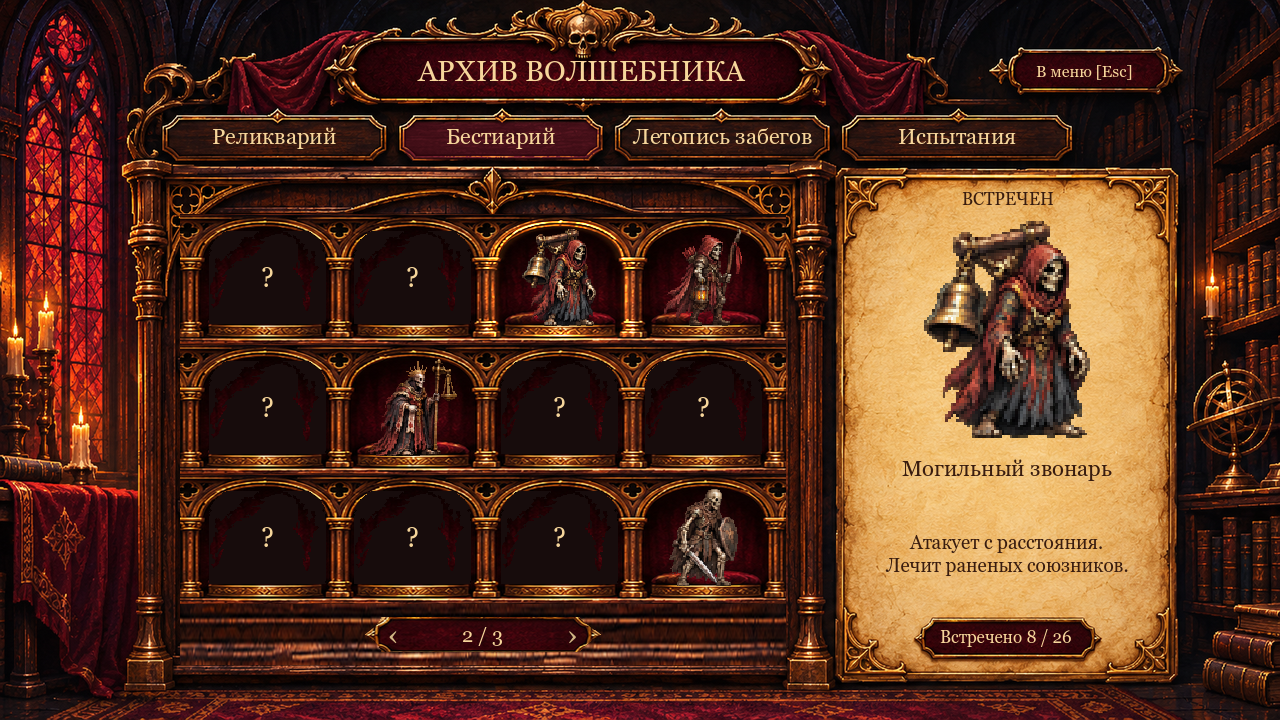 АРХИВ ВОЛШЕБНИКА
В меню [Esc]
Реликварий
Бестиарий
Летопись забегов
Испытания
ВСТРЕЧЕН
? ?
? ? ?
? ? ?
Могильный звонарь
Атакует с расстояния.
Лечит раненых союзников.
‹ 2 / 3 ›
Встречено 8 / 26